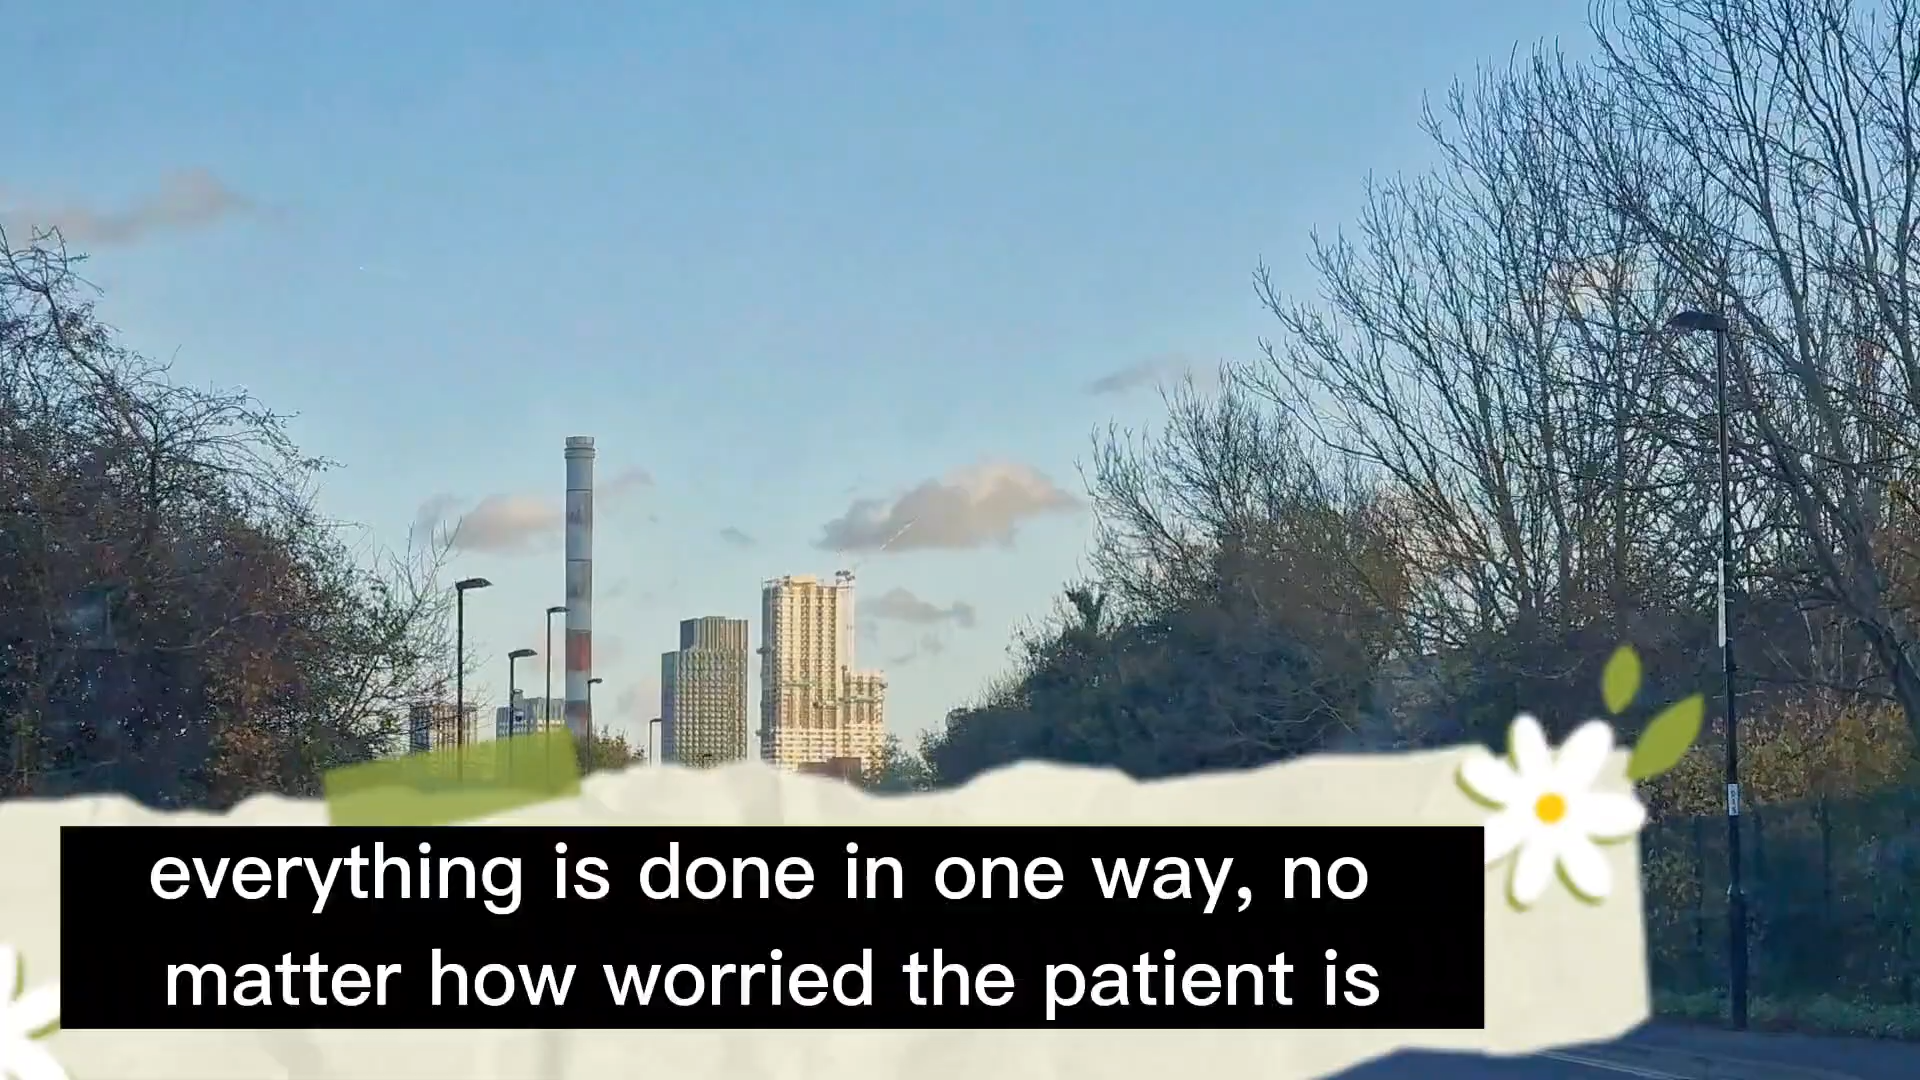 everything is done in one way, no
matter how worried the patient is